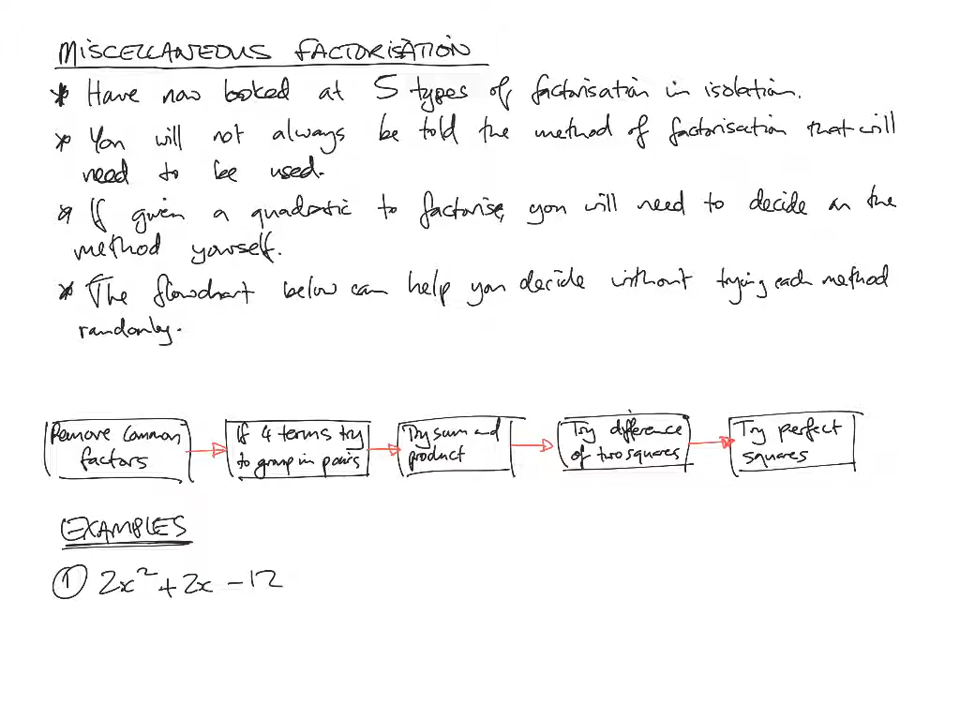 MISCELLANEOUS FACTORISATION
* Have now looked at 5 types of factorisation in isolation.
* You will not always be told the method of factorisation that will
need to be used.
* If given a quadratic to factorise, you will need to decide on the
method yourself.
* The flowchart below can help you decide without trying each method
randomly.
Remove common
factors
If 4 terms try
to group in pairs
Try sum and
product
Try difference
of two squares
Try perfect
squares
EXAMPLES
① 2x² + 2x - 12